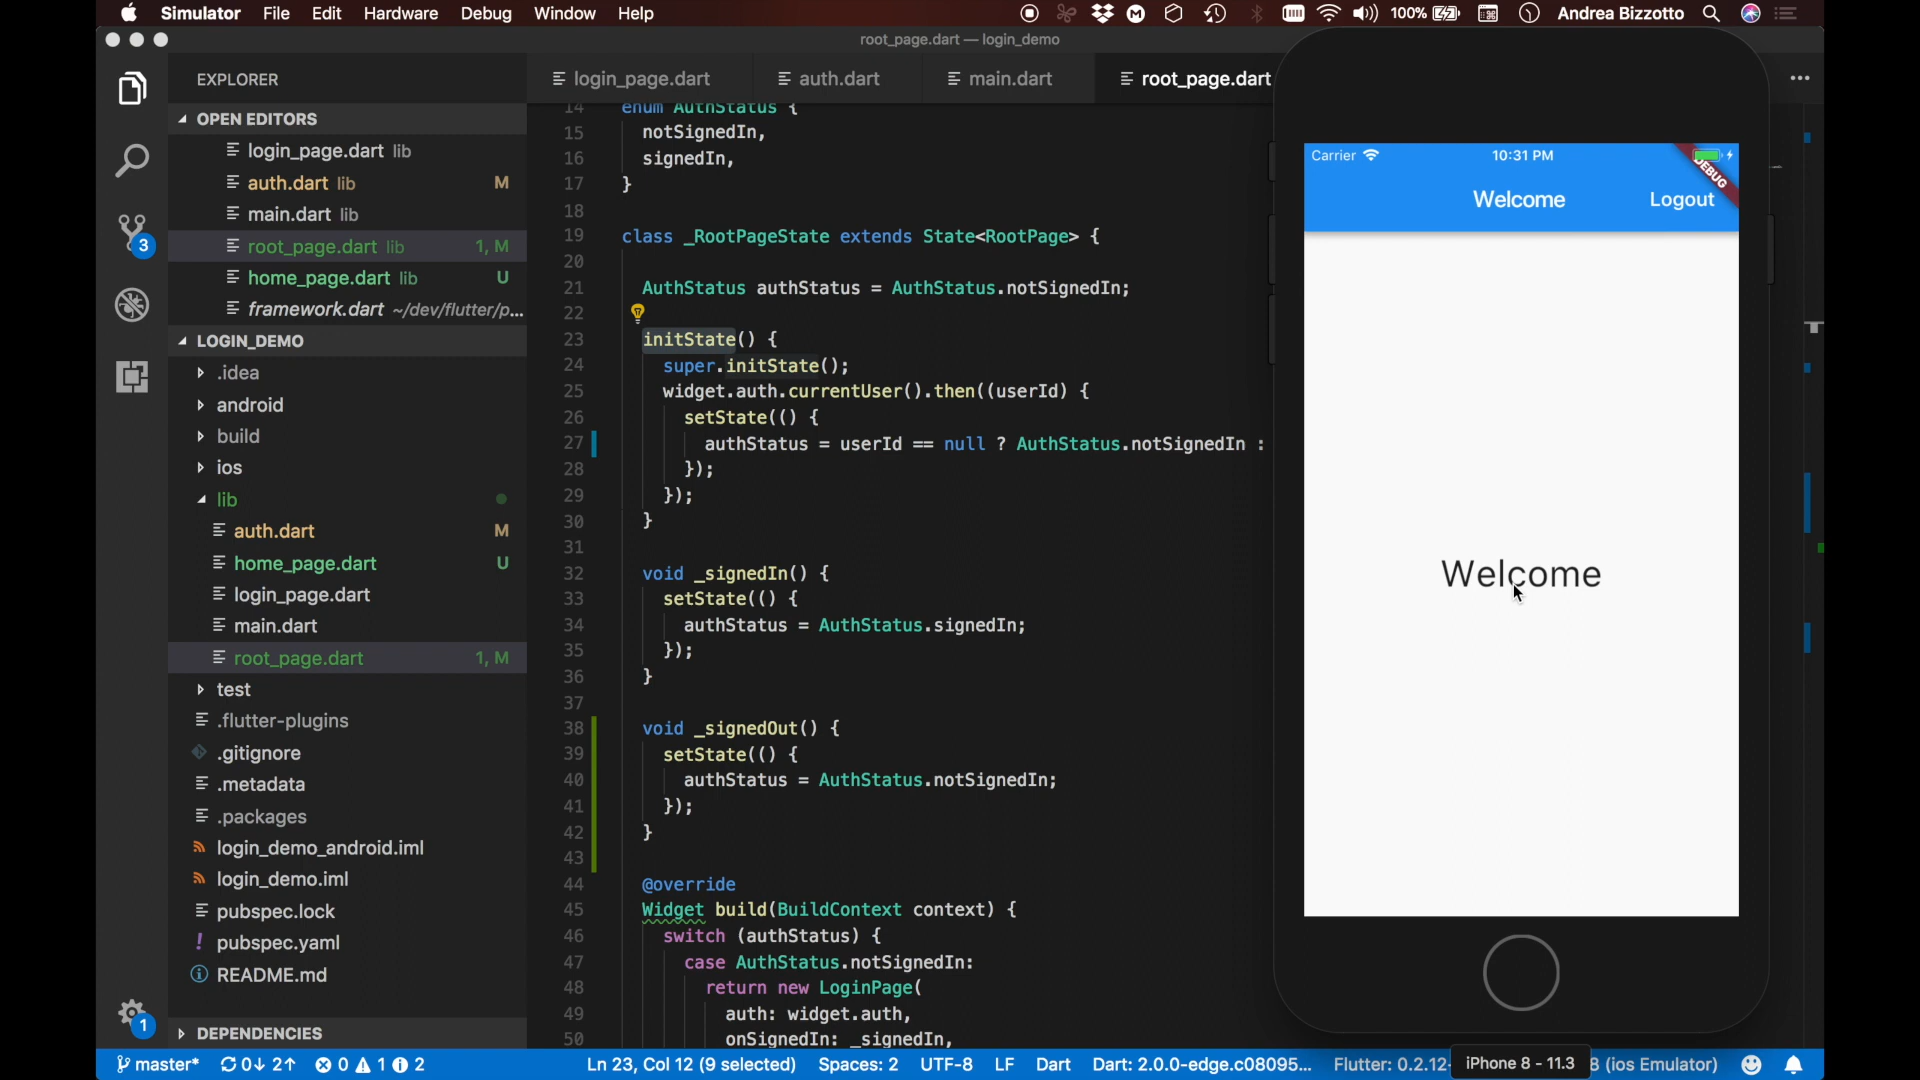 Simulator File Edit Hardware Debug Window Help 100% Andrea Bizzotto
root_page.dart — login_demo
EXPLORER
OPEN EDITORS
login_page.dart lib
auth.dart lib M
main.dart lib
root_page.dart lib 1, M
home_page.dart lib U
framework.dart ~/dev/flutter/p...
LOGIN_DEMO
.idea
android
build
ios
lib
auth.dart M
home_page.dart U
login_page.dart
main.dart
root_page.dart 1, M
test
.flutter-plugins
.gitignore
.metadata
.packages
login_demo_android.iml
login_demo.iml
pubspec.lock
pubspec.yaml
README.md
DEPENDENCIES
3
1
login_page.dart auth.dart main.dart root_page.dart
14 enum AuthStatus {
15 notSignedIn,
16 signedIn,
17 }
18
19 class _RootPageState extends State<RootPage> {
20
21 AuthStatus authStatus = AuthStatus.notSignedIn;
22
23 initState() {
24 super.initState();
25 widget.auth.currentUser().then((userId) {
26 setState(() {
27 authStatus = userId == null ? AuthStatus.notSignedIn :
28 });
29 });
30 }
31
32 void _signedIn() {
33 setState(() {
34 authStatus = AuthStatus.signedIn;
35 });
36 }
37
38 void _signedOut() {
39 setState(() {
40 authStatus = AuthStatus.notSignedIn;
41 });
42 }
43
44 @override
45 Widget build(BuildContext context) {
46 switch (authStatus) {
47 case AuthStatus.notSignedIn:
48 return new LoginPage(
49 auth: widget.auth,
50 onSignedIn: _signedIn,
Carrier 10:31 PM
DEBUG
Welcome Logout
Welcome
master* 0↓ 2↑ 0 1 2 Ln 23, Col 12 (9 selected) Spaces: 2 UTF-8 LF Dart Dart: 2.0.0-edge.c08095... Flutter: 0.2.12- iPhone 8 - 11.3 8 (ios Emulator)